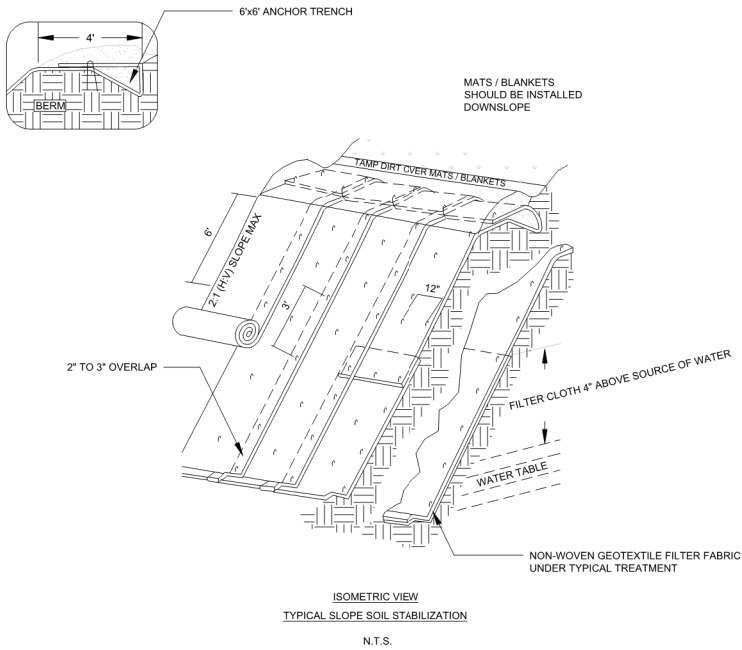 6'x6' ANCHOR TRENCH
4'
BERM
MATS / BLANKETS
SHOULD BE INSTALLED
DOWNSLOPE
TAMP DIRT OVER MATS / BLANKETS
6'
2:1 (H:V) SLOPE MAX
12"
3'
2" TO 3" OVERLAP
FILTER CLOTH 4" ABOVE SOURCE OF WATER
WATER TABLE
NON-WOVEN GEOTEXTILE FILTER FABRIC
UNDER TYPICAL TREATMENT
ISOMETRIC VIEW
TYPICAL SLOPE SOIL STABILIZATION
N.T.S.